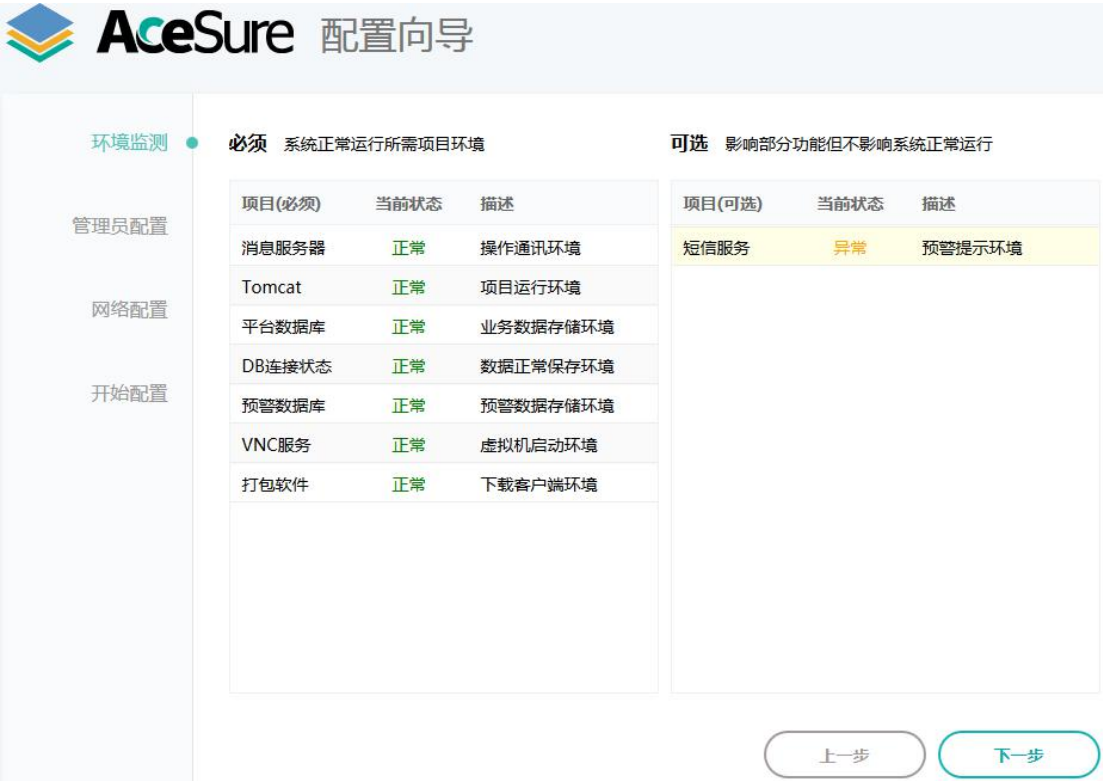 AceSure 配置向导
环境监测
管理员配置
网络配置
开始配置
必须 系统正常运行所需项目环境
项目(必须) 当前状态 描述
消息服务器 正常 操作通讯环境
Tomcat 正常 项目运行环境
平台数据库 正常 业务数据存储环境
DB连接状态 正常 数据正常保存环境
预警数据库 正常 预警数据存储环境
VNC服务 正常 虚拟机启动环境
打包软件 正常 下载客户端环境
可选 影响部分功能但不影响系统正常运行
项目(可选) 当前状态 描述
短信服务 异常 预警提示环境
上一步 下一步